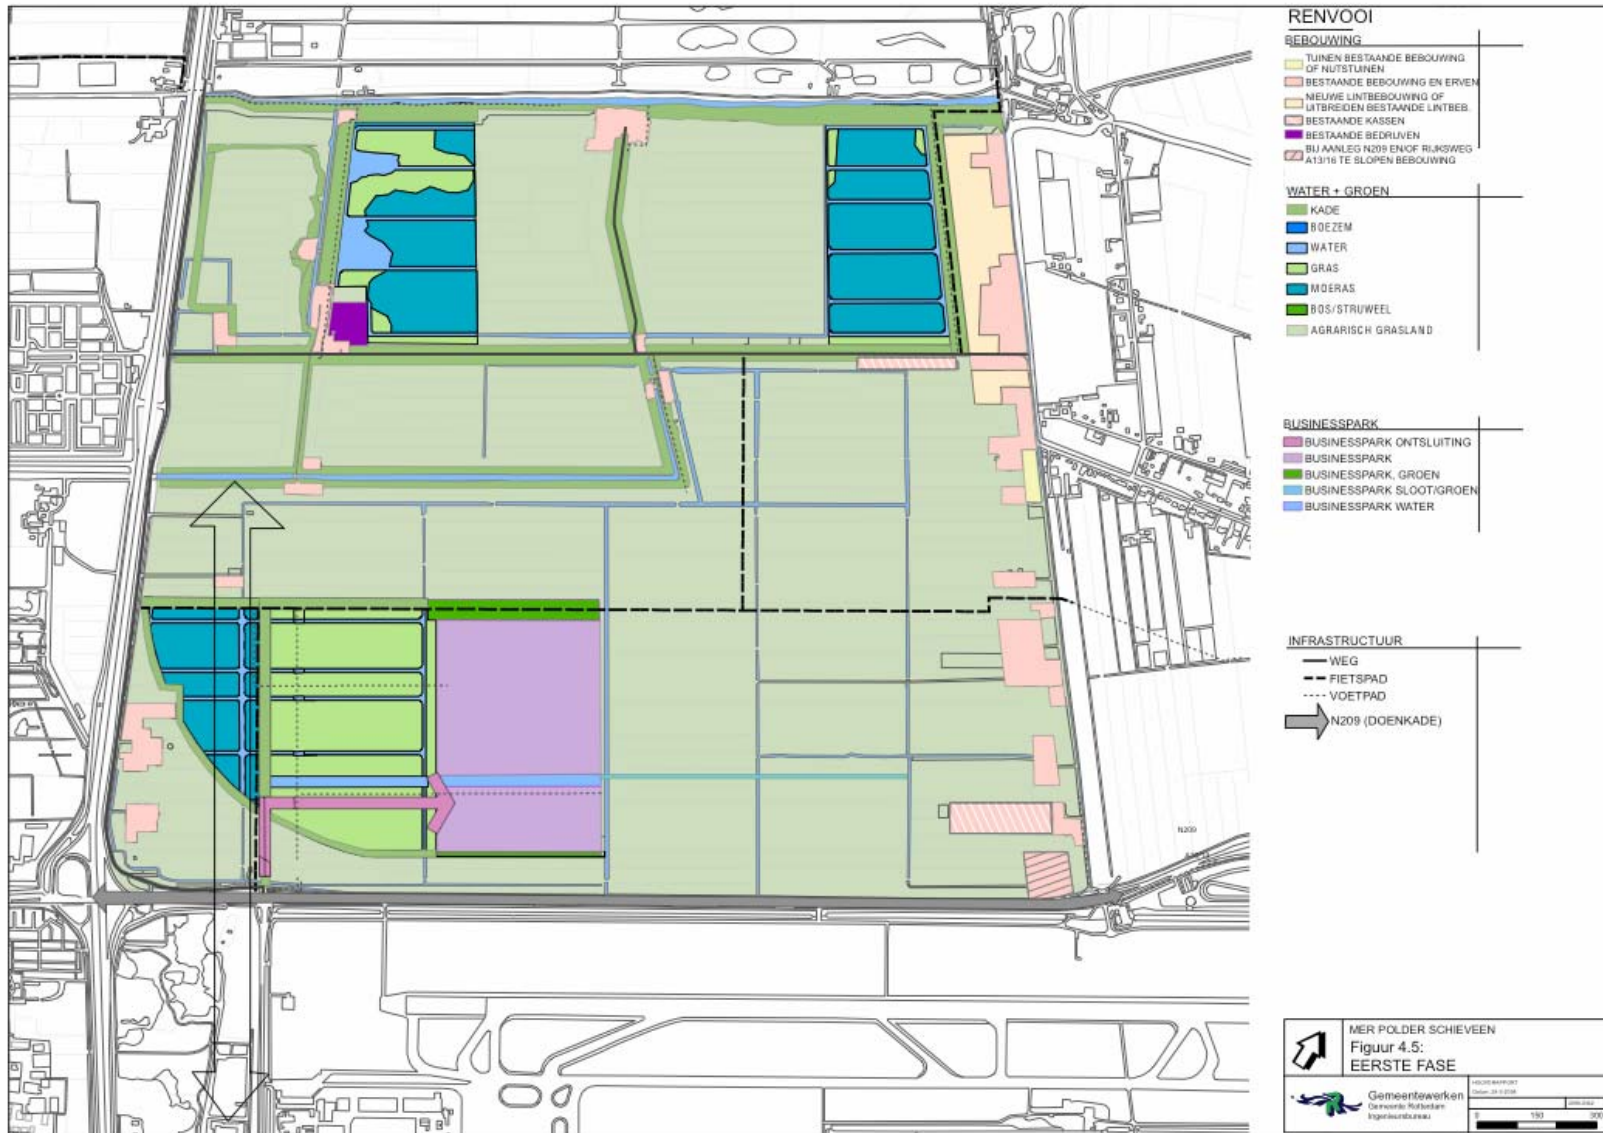 RENVOOI
BEBOUWING
TUINEN BESTAANDE BEBOUWING
OF NUTSTUINEN
BESTAANDE BEBOUWING EN ERVEN
NIEUWE LINTBEBOUWING OF
UITBREIDEN BESTAANDE LINTBEB.
BESTAANDE KASSEN
BESTAANDE BEDRIJVEN
BIJ AANLEG N209 EN/OF RIJKSWEG
A13/16 TE SLOPEN BEBOUWING
WATER + GROEN
KADE
BOEZEM
WATER
GRAS
MOERAS
BOS/STRUWEEL
AGRARISCH GRASLAND
BUSINESSPARK
BUSINESSPARK ONTSLUITING
BUSINESSPARK
BUSINESSPARK, GROEN
BUSINESSPARK SLOOT/GROEN
BUSINESSPARK WATER
INFRASTRUCTUUR
WEG
FIETSPAD
VOETPAD
N209 (DOENKADE)
N209
MER POLDER SCHIEVEEN
Figuur 4.5:
EERSTE FASE
Gemeentewerken
Gemeente Rotterdam
Ingenieursbureau
0 150 300